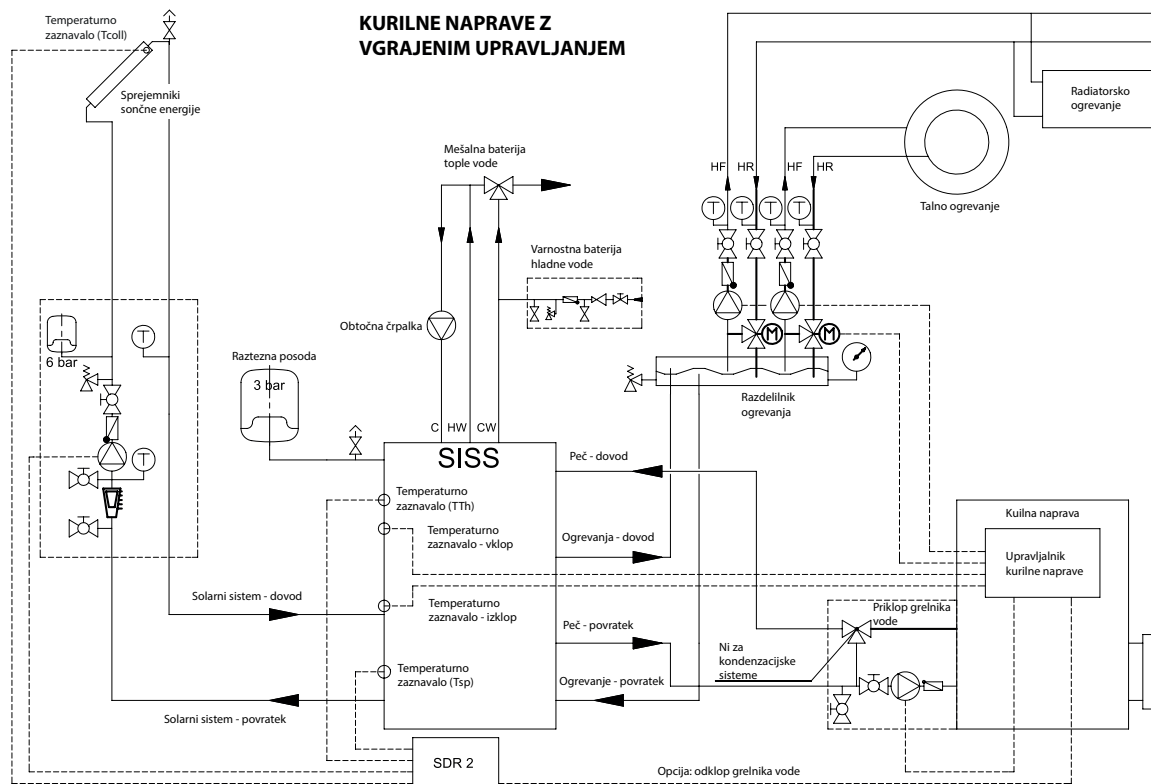 Temperaturno
zaznavalo (Tcoll)
KURILNE NAPRAVE Z
VGRAJENIM UPRAVLJANJEM
Sprejemniki
sončne energije
Radiatorsko
ogrevanje
Mešalna baterija
tople vode
HF
HR
HF
HR
Talno ogrevanje
T
T
T
T
Varnostna baterija
hladne vode
Obtočna črpalka
6 bar
T
M
M
Raztezna posoda
3 bar
Razdelilnik
ogrevanja
C
HW
CW
SISS
T
Peč - dovod
Temperaturno
zaznavalo (TTh)
Kuilna naprava
Temperaturno
zaznavalo - vklop
Ogrevanja - dovod
Upravljalnik
kurilne naprave
Solarni sistem - dovod
Temperaturno
zaznavalo - izklop
Peč - povratek
Priklop grelnika
vode
Ni za
kondenzacijske
sisteme
Temperaturno
zaznavalo (Tsp)
Ogrevanje - povratek
Solarni sistem - povratek
SDR 2
Opcija: odklop grelnika vode